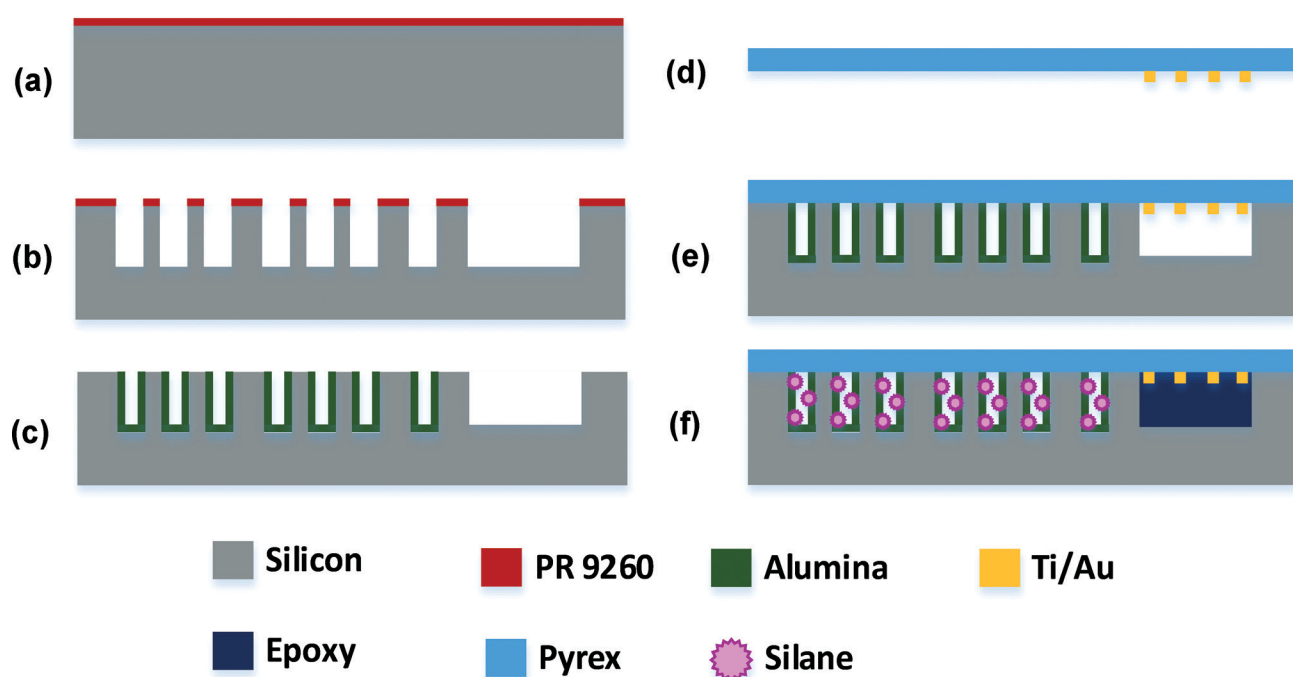 (a)
(b)
(c)
(d)
(e)
(f)
Silicon
PR 9260
Alumina
Ti/Au
Epoxy
Pyrex
Silane